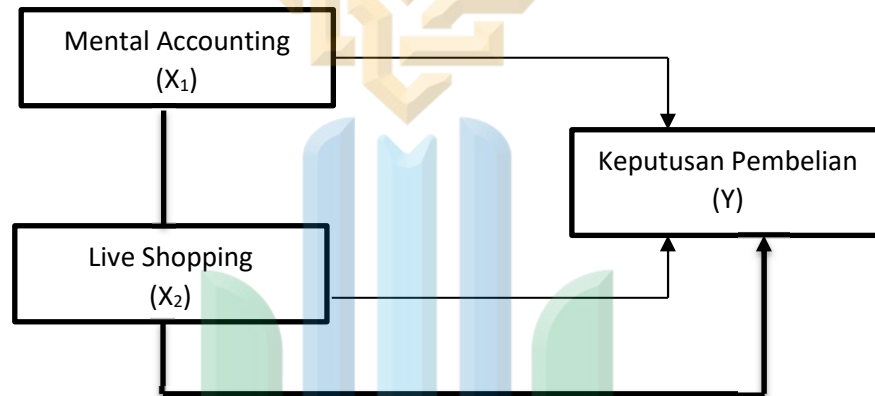 Mental Accounting
(X₁)
Keputusan Pembelian
(Y)
Live Shopping
(X₂)